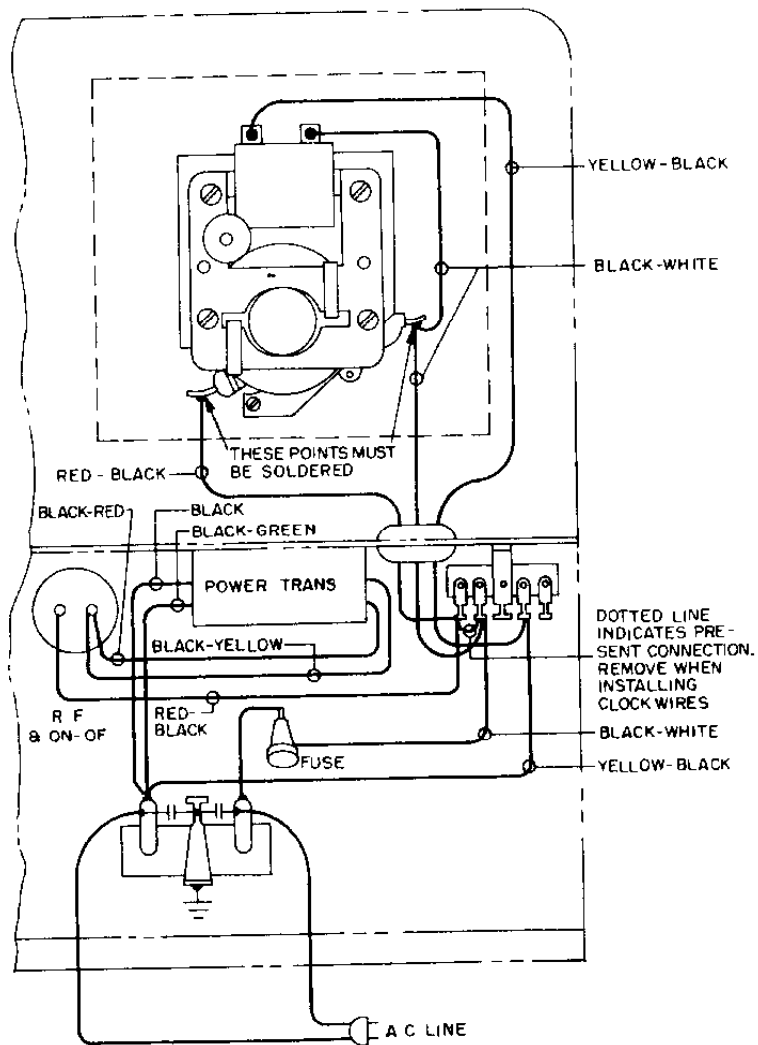 YELLOW-BLACK
BLACK-WHITE
THESE POINTS MUST
BE SOLDERED
RED-BLACK
BLACK-RED
BLACK
BLACK-GREEN
POWER TRANS
BLACK-YELLOW
DOTTED LINE
INDICATES PRE-
SENT CONNECTION.
REMOVE WHEN
INSTALLING
CLOCK WIRES
R F
& ON-OF
RED-
BLACK
FUSE
BLACK-WHITE
YELLOW-BLACK
A C LINE